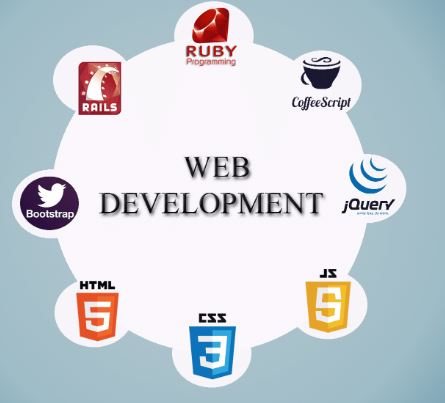 RUBY
Programming
RAILS
CoffeeScript
WEB
DEVELOPMENT
Bootstrap
jQuery
HTML
5
JS
5
CSS
3